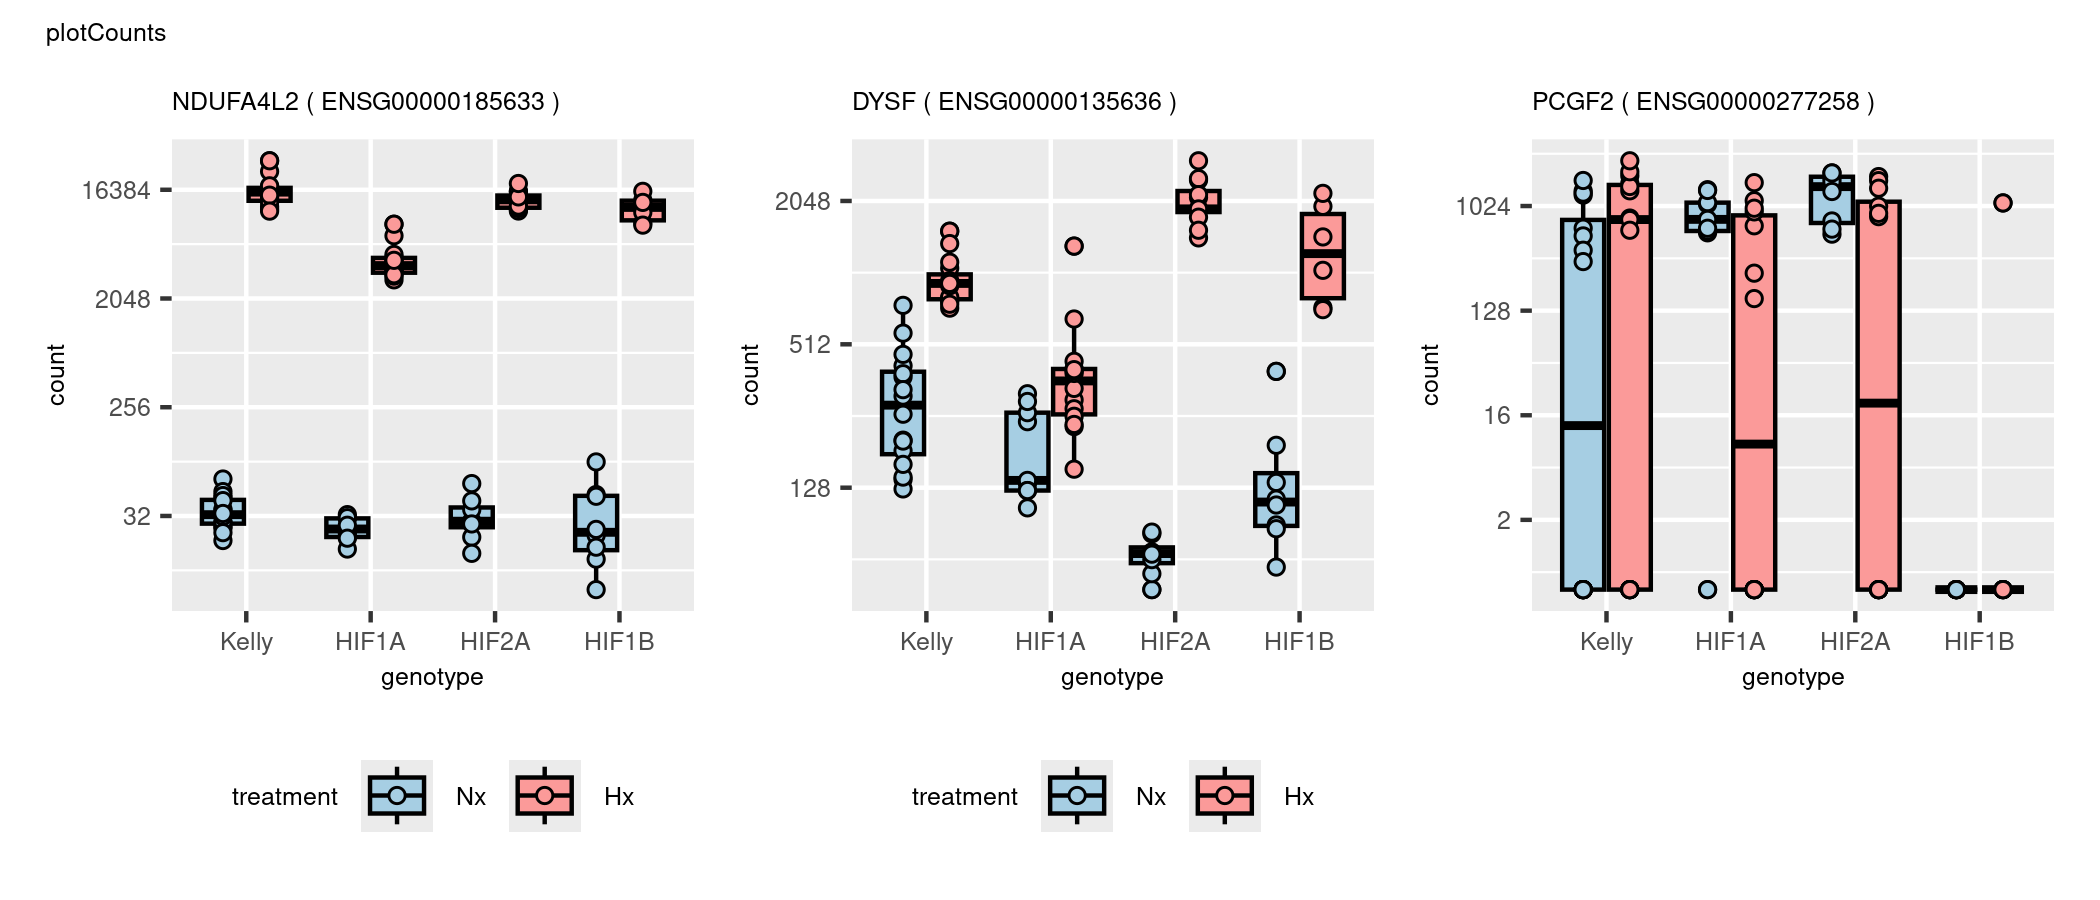 plotCounts
NDUFA4L2 ( ENSG00000185633 )
count
16384
2048
256
32
Kelly HIF1A HIF2A HIF1B
genotype
treatment Nx Hx
DYSF ( ENSG00000135636 )
count
2048
512
128
Kelly HIF1A HIF2A HIF1B
genotype
treatment Nx Hx
PCGF2 ( ENSG00000277258 )
count
1024
128
16
2
Kelly HIF1A HIF2A HIF1B
genotype